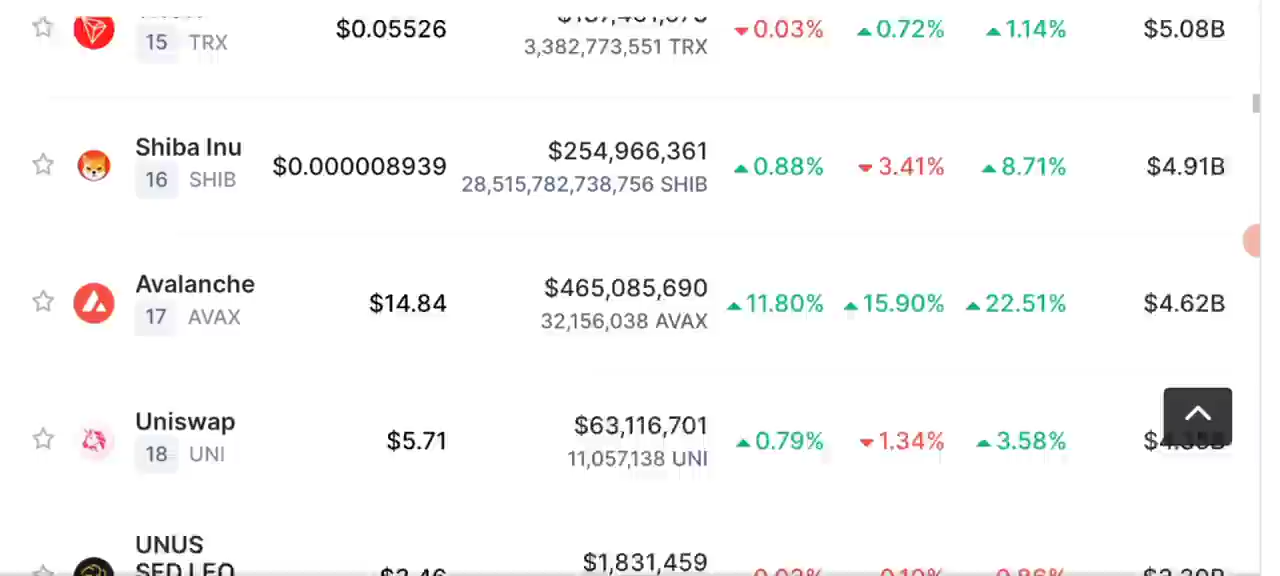 15 TRX $0.05526 3,382,773,551 TRX 0.03% 0.72% 1.14% $5.08B
Shiba Inu
16 SHIB $0.000008939 $254,966,361 0.88% 3.41% 8.71% $4.91B
28,515,782,738,756 SHIB
Avalanche
17 AVAX $14.84 $465,085,690 11.80% 15.90% 22.51% $4.62B
32,156,038 AVAX
Uniswap
18 UNI $5.71 $63,116,701 0.79% 1.34% 3.58%
11,057,138 UNI
UNUS
SED LEO $1,831,459